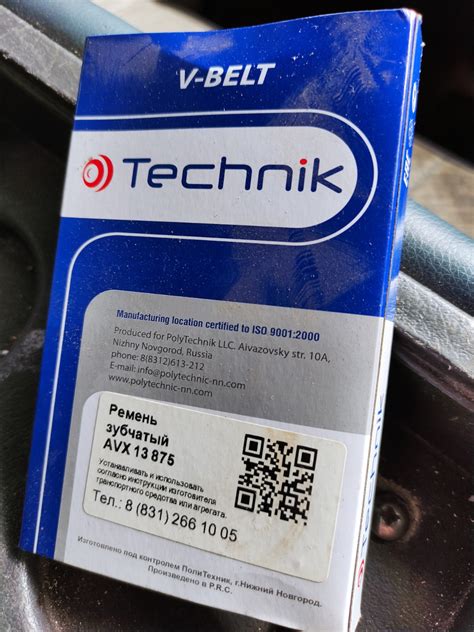 V-BELT
Technik
Manufacturing location certified to ISO 9001:2000
Produced for PolyTechnik LLC. Aivazovsky str. 10A,
Nizhny Novgorod, Russia
phone: 8(8312)613-212
E-mail: info@polytechnic-nn.com
www.polytechnic-nn.com
Ремень
зубчатый
AVX 13 875
Устанавливать и использовать
согласно инструкции изготовителя
транспортного средства или агрегата.
Тел.: 8 (831) 266 10 05
Изготовлено под контролем ПолиТехник, г.Нижний Новгород.
Произведено в P.R.C.